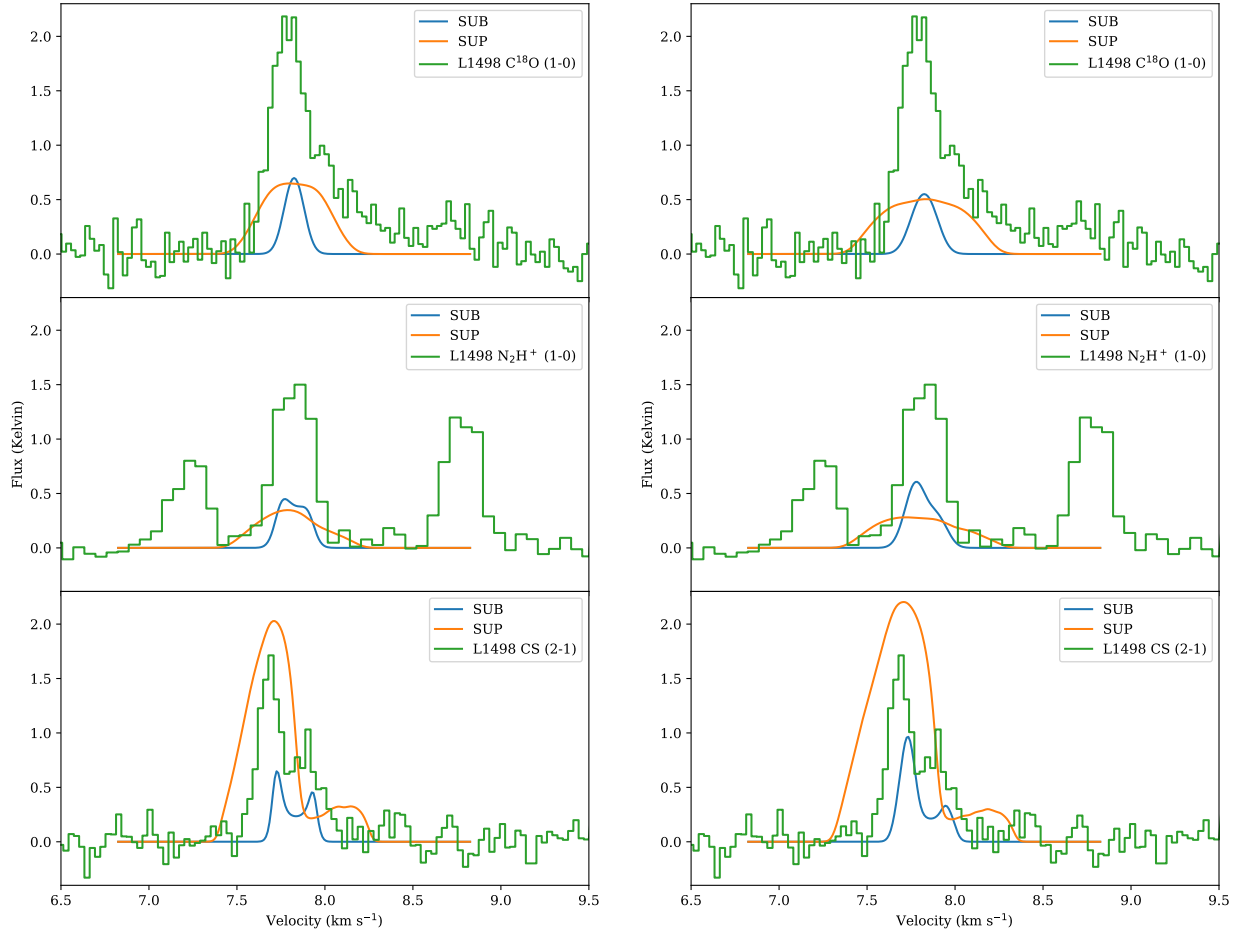 SUB
SUP
L1498 C¹⁸O (1-0)
2.0
1.5
1.0
0.5
0.0
SUB
SUP
L1498 C¹⁸O (1-0)
SUB
SUP
L1498 N₂H⁺ (1-0)
2.0
1.5
1.0
0.5
0.0
Flux (Kelvin)
SUB
SUP
L1498 N₂H⁺ (1-0)
2.0
1.5
1.0
0.5
0.0
Flux (Kelvin)
SUB
SUP
L1498 CS (2-1)
2.0
1.5
1.0
0.5
0.0
6.5 7.0 7.5 8.0 8.5 9.0 9.5
Velocity (km s⁻¹)
SUB
SUP
L1498 CS (2-1)
2.0
1.5
1.0
0.5
0.0
6.5 7.0 7.5 8.0 8.5 9.0 9.5
Velocity (km s⁻¹)
2.0
1.5
1.0
0.5
0.0